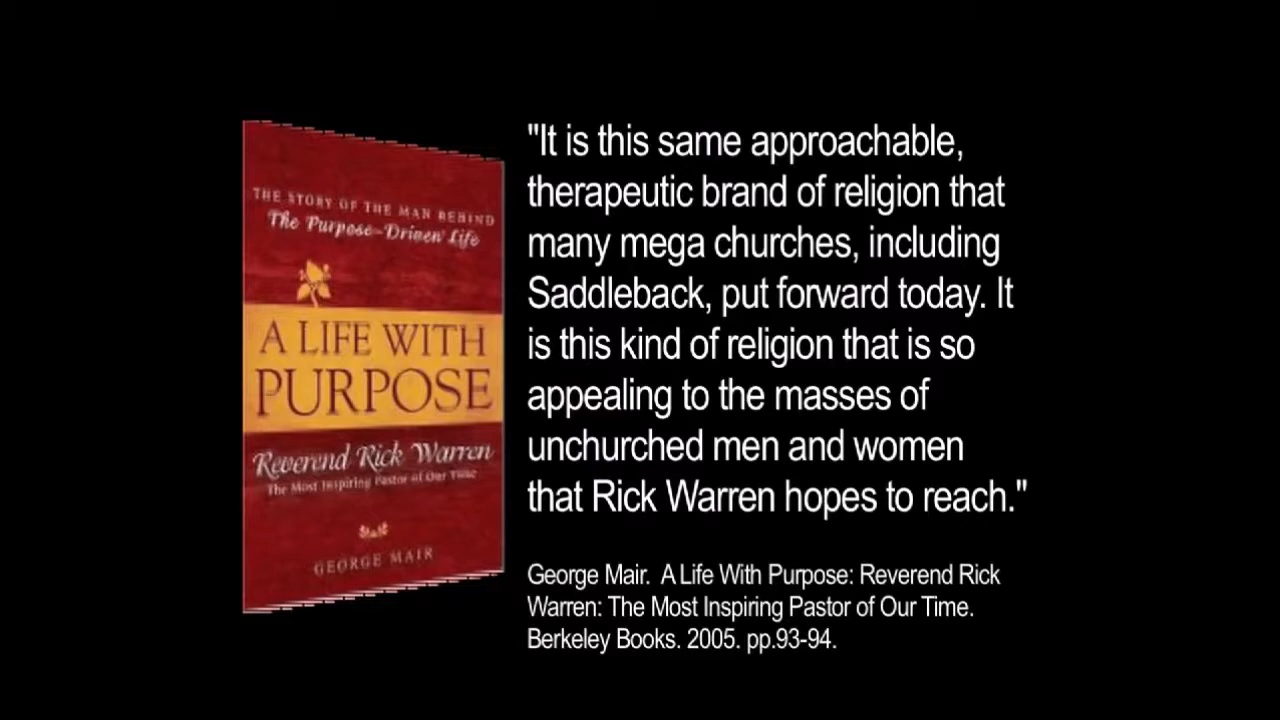 THE STORY OF THE MAN BEHIND
The Purpose-Driven Life
A LIFE WITH
PURPOSE
Reverend Rick Warren
The Most Inspiring Pastor of Our Time
GEORGE MAIR
"It is this same approachable,
therapeutic brand of religion that
many mega churches, including
Saddleback, put forward today. It
is this kind of religion that is so
appealing to the masses of
unchurched men and women
that Rick Warren hopes to reach."
George Mair.  A Life With Purpose: Reverend Rick
Warren: The Most Inspiring Pastor of Our Time.
Berkeley Books. 2005. pp.93-94.